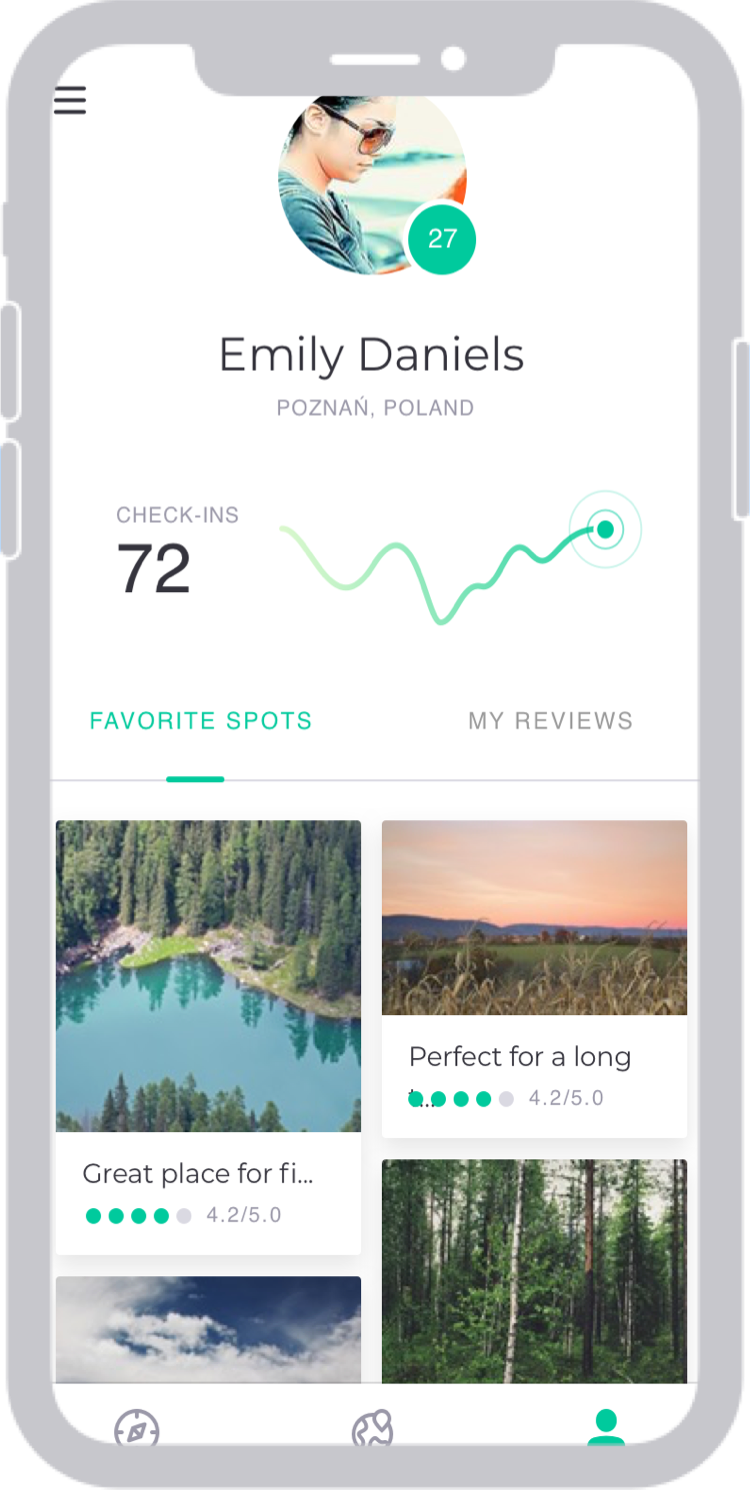 27
Emily Daniels
POZNAŃ, POLAND
CHECK-INS
72
FAVORITE SPOTS
MY REVIEWS
Perfect for a long
4.2/5.0
Great place for fi...
4.2/5.0